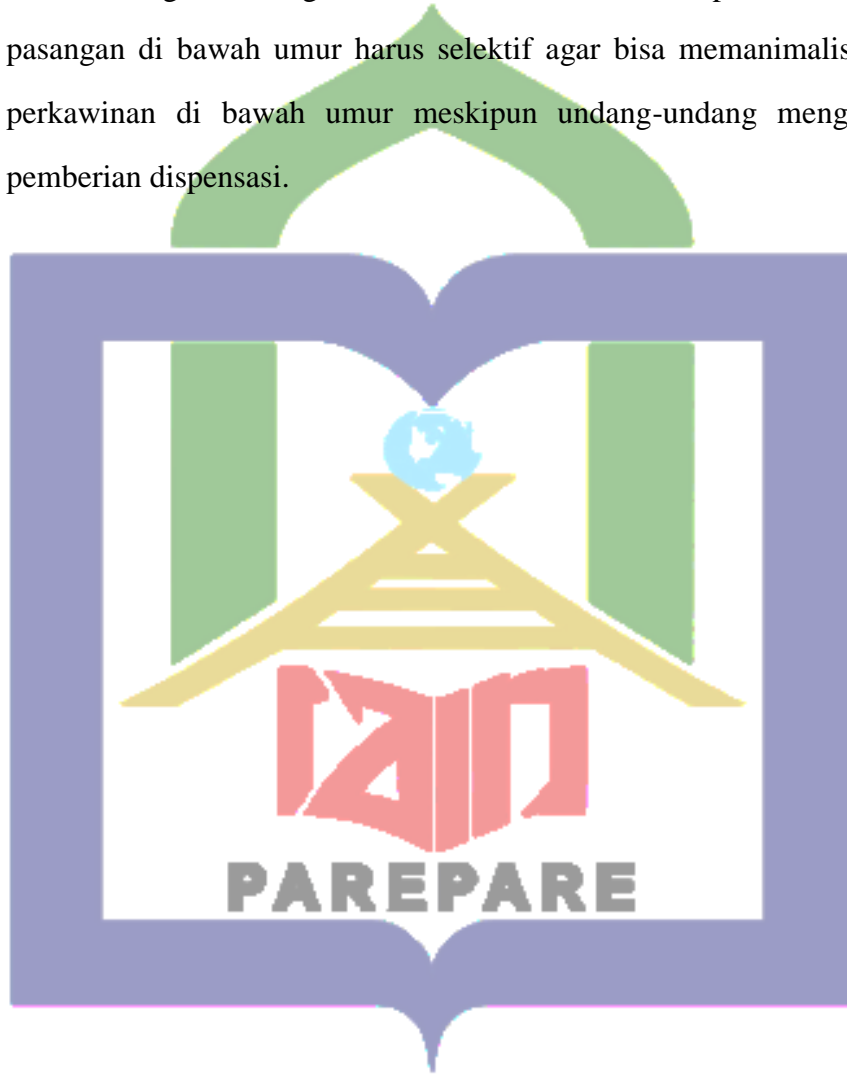 pasangan di bawah umur harus selektif agar bisa memanimalis
perkawinan di bawah umur meskipun undang-undang meng
pemberian dispensasi.
iain
PAREPARE